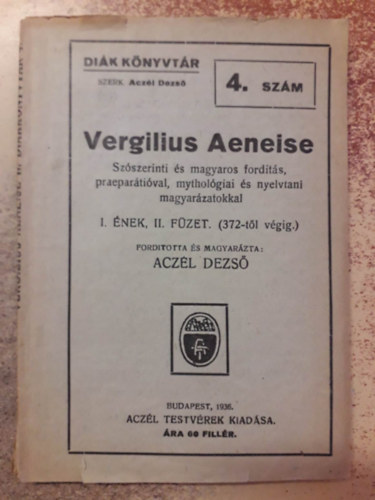 DIÁK KÖNYVTÁR
SZERK. Aczél Dezső
4. SZÁM
Vergilius Aeneise
Szószerinti és magyaros fordítás,
praeparátióval, mythológiai és nyelvtani
magyarázatokkal
I. ÉNEK, II. FÜZET. (372-től végig.)
FORDITOTTA ÉS MAGYARÁZTA:
ACZÉL DEZSŐ
BUDAPEST, 1936.
ACZÉL TESTVÉREK KIADÁSA.
ÁRA 60 FILLÉR.